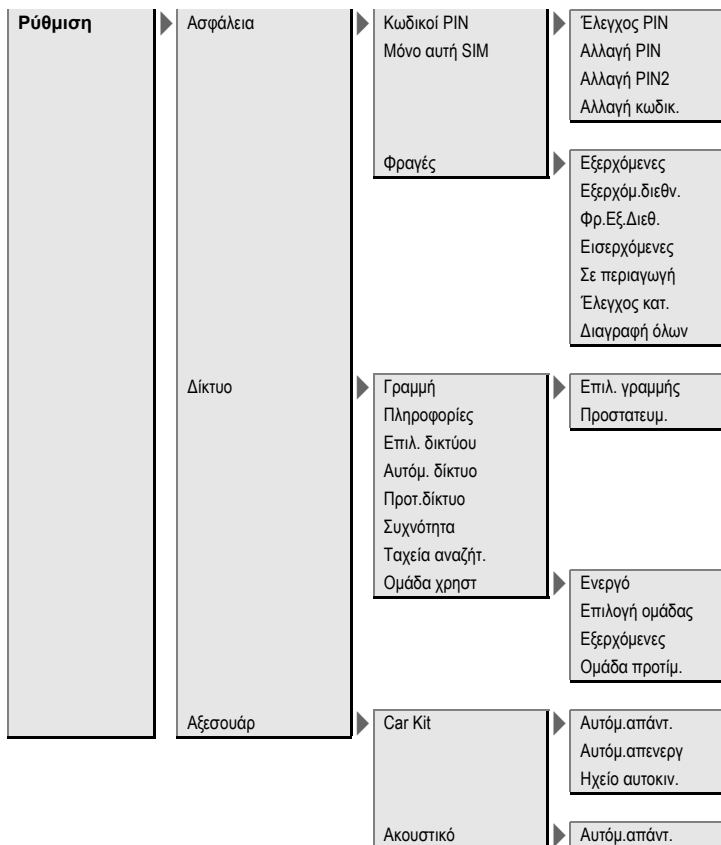 Ρύθμιση
Ασφάλεια
Κωδικοί PIN
Έλεγχος PIN
Μόνο αυτή SIM
Αλλαγή PIN
Αλλαγή PIN2
Αλλαγή κωδικ.
Φραγές
Εξερχόμενες
Εξερχόμ.διεθν.
Φρ.Εξ.Διεθ.
Εισερχόμενες
Σε περιαγωγή
Έλεγχος κατ.
Διαγραφή όλων
Δίκτυο
Γραμμή
Επιλ. γραμμής
Πληροφορίες
Προστατευμ.
Επιλ. δικτύου
Αυτόμ. δίκτυο
Προτ.δίκτυο
Συχνότητα
Ταχεία αναζήτ.
Ομάδα χρηστ
Ενεργό
Επιλογή ομάδας
Εξερχόμενες
Ομάδα προτίμ.
Αξεσουάρ
Car Kit
Αυτόμ.απάντ.
Αυτόμ.απενεργ
Ηχείο αυτοκιν.
Ακουστικό
Αυτόμ.απάντ.